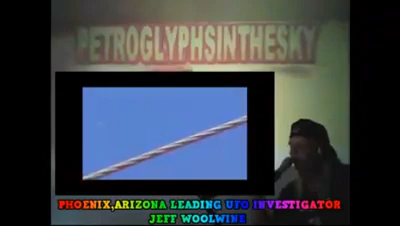 PETROGLYPHSINTHESKY
PHOENIX,ARIZONA LEADING UFO INVESTIGATOR
JEFF WOOLWINE